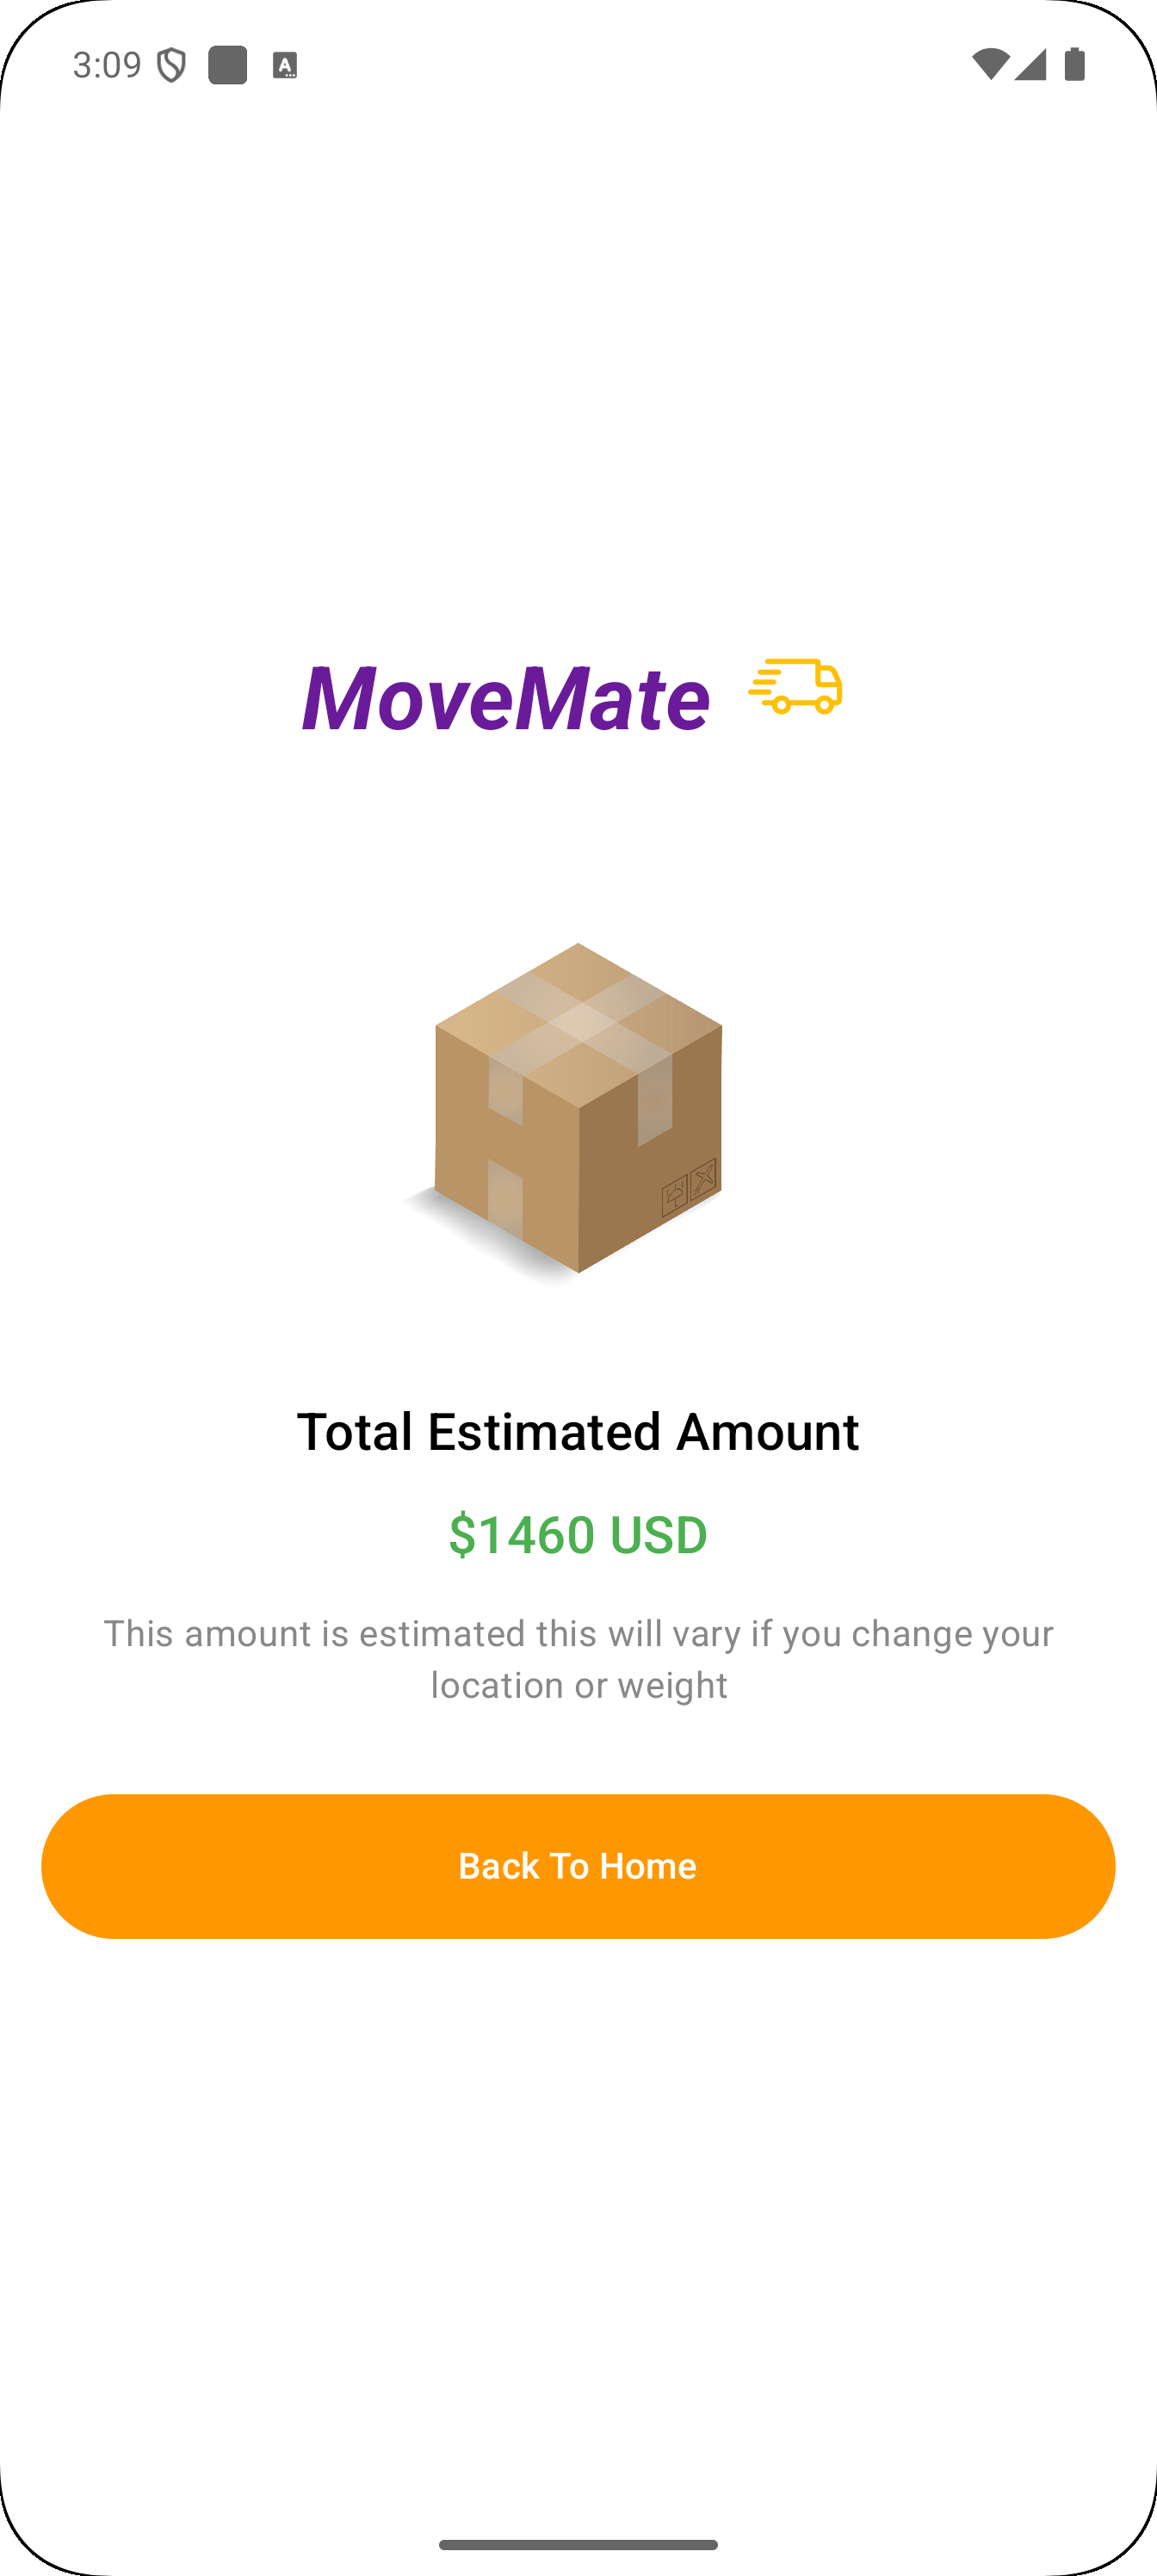 3:09
MoveMate
Total Estimated Amount
$1460 USD
This amount is estimated this will vary if you change your
location or weight
Back To Home